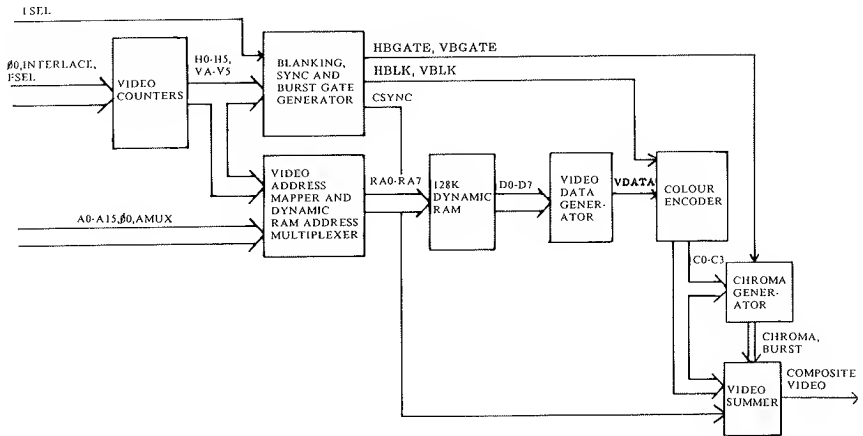 1SEL
HBGATE, VBGATE
H0-H5,
VA-V5
BLANKING,
SYNC AND
BURST GATE
GENERATOR
ø0,INTERLACE,
FSEL
HBLK, VBLK
VIDEO
COUNTERS
CSYNC
VIDEO
ADDRESS
MAPPER AND
DYNAMIC
RAM ADDRESS
MULTIPLEXER
RA0-RA7
128K
DYNAMIC
RAM
D0-D7
VIDEO
DATA
GENER-
ATOR
VDATA
COLOUR
ENCODER
A0-A15,ø0,AMUX
C0-C3
CHROMA
GENER-
ATOR
CHROMA,
BURST
VIDEO
SUMMER
COMPOSITE
VIDEO